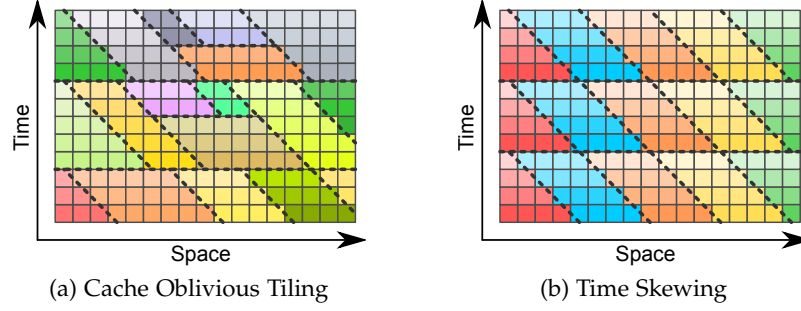 Time
Space
(a) Cache Oblivious Tiling
Time
Space
(b) Time Skewing